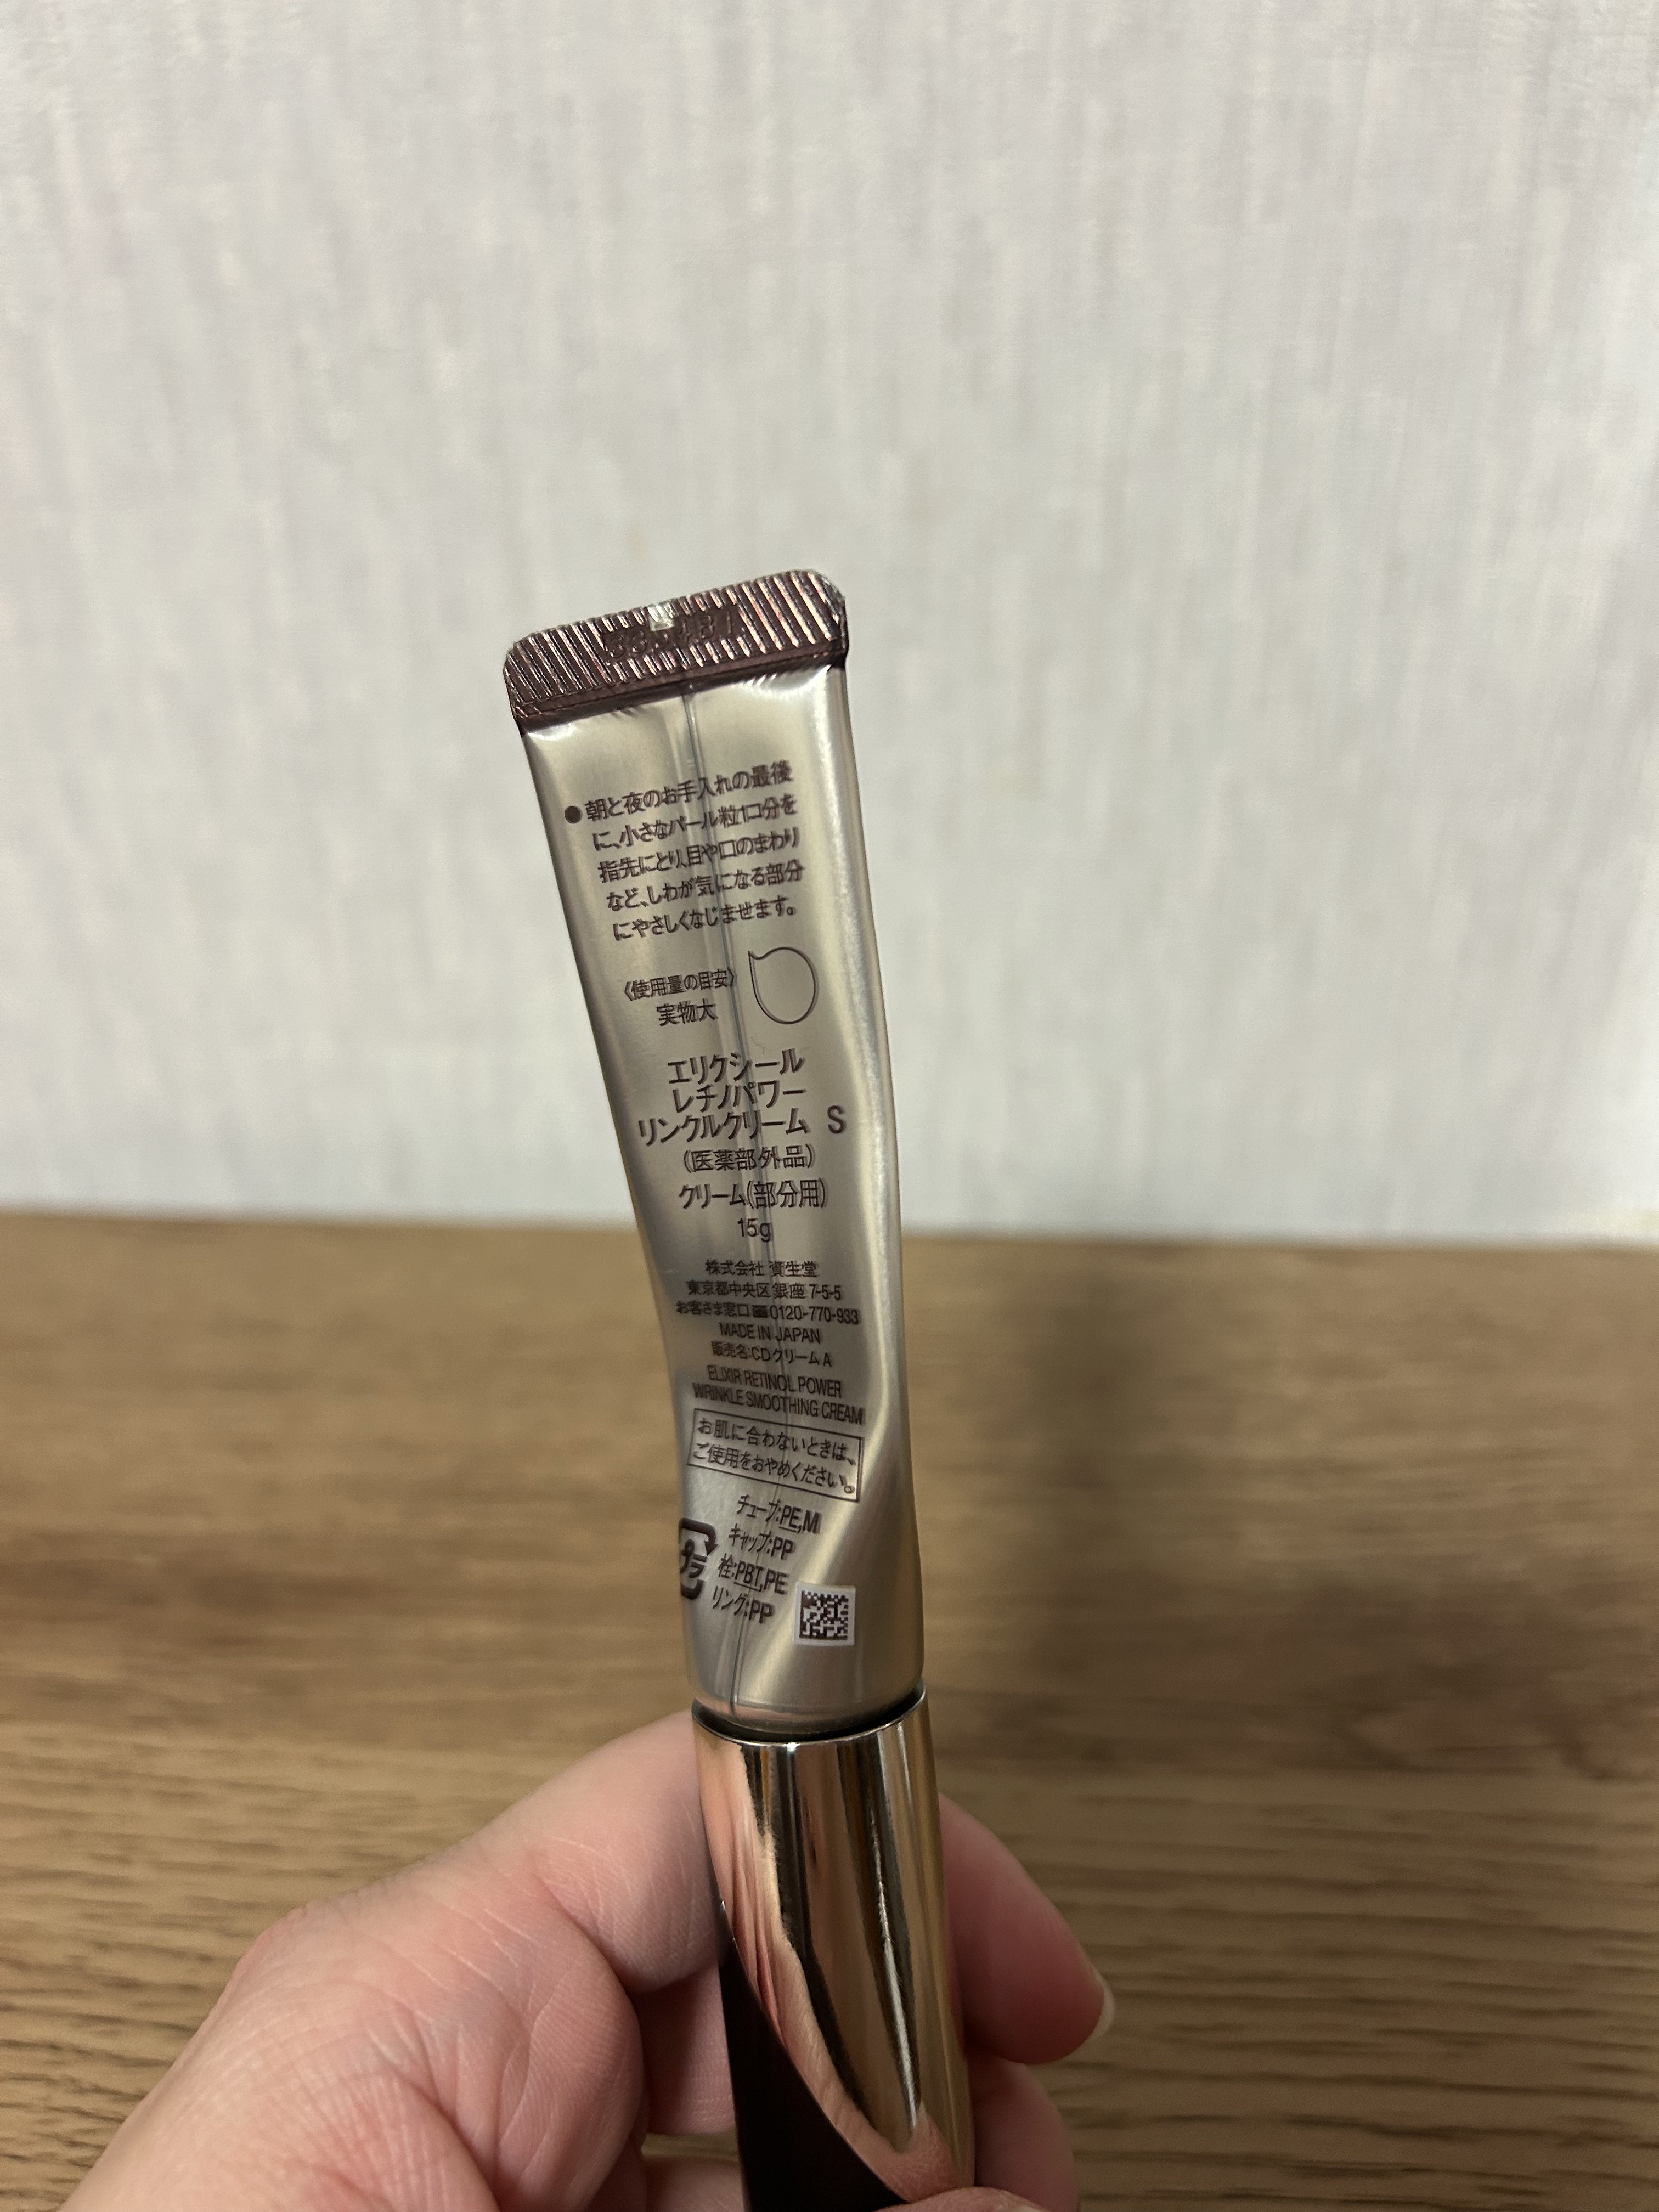 ●朝と夜のお手入れの最後
に、小さなパール粒1コ分を
指先にとり、目や口のまわり
など、しわが気になる部分
にやさしくなじませます。
〈使用量の目安〉
実物大
エリクシール
レチノパワー
リンクルクリーム S
(医薬部外品)
クリーム(部分用)
15g
株式会社 資生堂
東京都中央区銀座 7-5-5
お客さま窓口 0120-770-933
MADE IN JAPAN
販売名:CDクリームA
ELIXIR RETINOL POWER
WRINKLE SMOOTHING CREAM
お肌に合わないときは、
ご使用をおやめください。
プラ
チューブ:PE,M
キャップ:PP
栓:PBT,PE
リング:PP